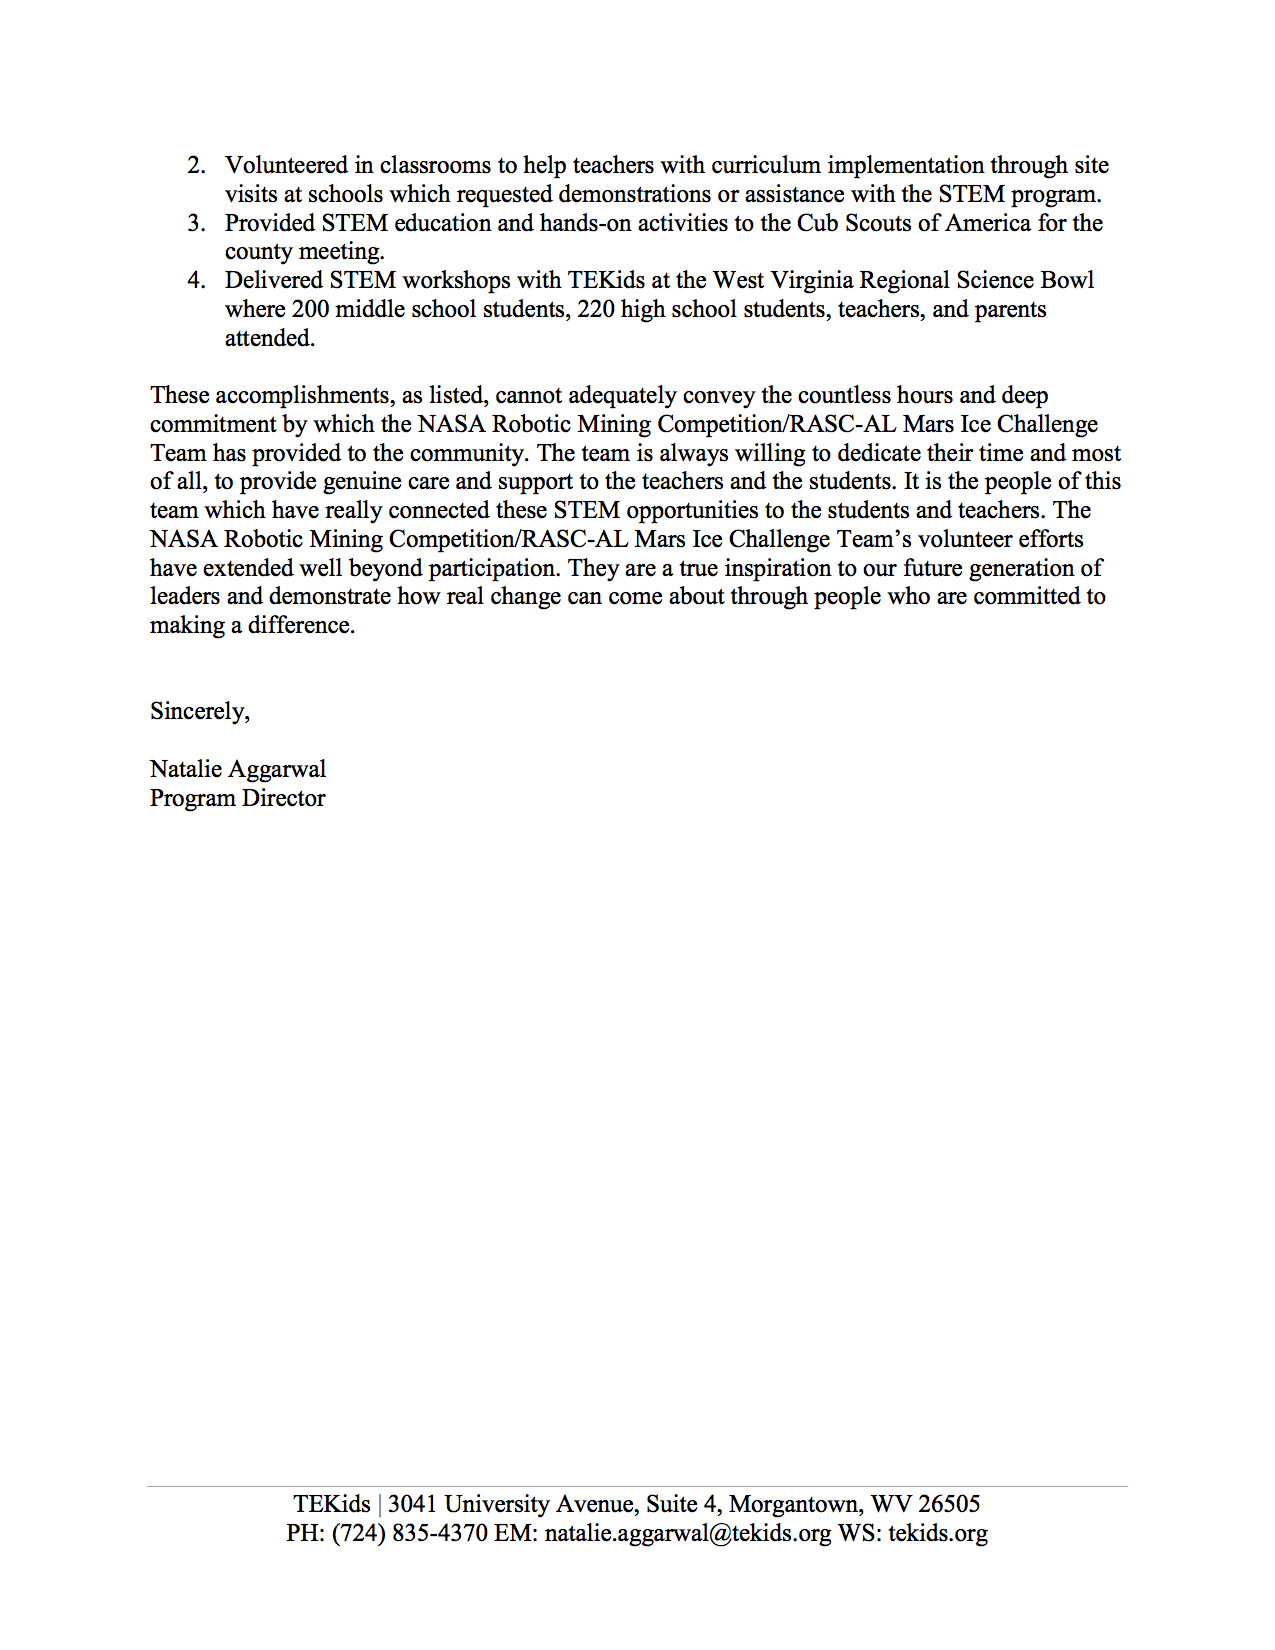 2. Volunteered in classrooms to help teachers with curriculum implementation through site
visits at schools which requested demonstrations or assistance with the STEM program.
3. Provided STEM education and hands-on activities to the Cub Scouts of America for the
county meeting.
4. Delivered STEM workshops with TEKids at the West Virginia Regional Science Bowl
where 200 middle school students, 220 high school students, teachers, and parents
attended.
These accomplishments, as listed, cannot adequately convey the countless hours and deep
commitment by which the NASA Robotic Mining Competition/RASC-AL Mars Ice Challenge
Team has provided to the community. The team is always willing to dedicate their time and most
of all, to provide genuine care and support to the teachers and the students. It is the people of this
team which have really connected these STEM opportunities to the students and teachers. The
NASA Robotic Mining Competition/RASC-AL Mars Ice Challenge Team’s volunteer efforts
have extended well beyond participation. They are a true inspiration to our future generation of
leaders and demonstrate how real change can come about through people who are committed to
making a difference.
Sincerely,
Natalie Aggarwal
Program Director
TEKids | 3041 University Avenue, Suite 4, Morgantown, WV 26505
PH: (724) 835-4370 EM: natalie.aggarwal@tekids.org WS: tekids.org